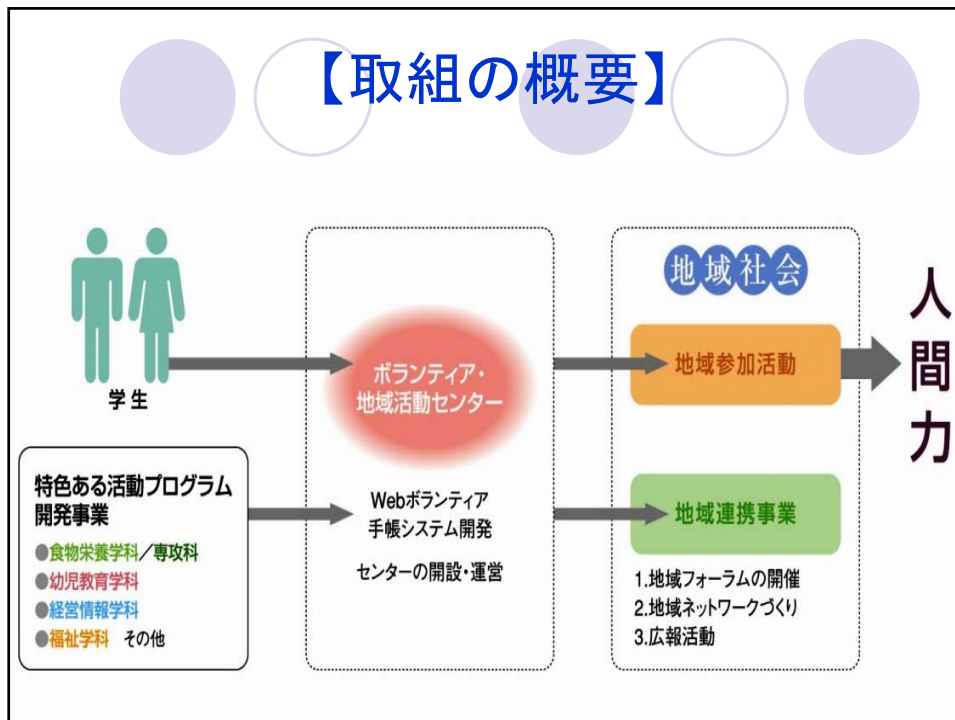 【取組の概要】
学生
特色ある活動プログラム
開発事業
●食物栄養学科／専攻科
●幼児教育学科
●経営情報学科
●福祉学科　その他
ボランティア・
地域活動センター
Webボランティア
手帳システム開発
センターの開設・運営
地域社会
地域参加活動
地域連携事業
1.地域フォーラムの開催
2.地域ネットワークづくり
3.広報活動
人間力